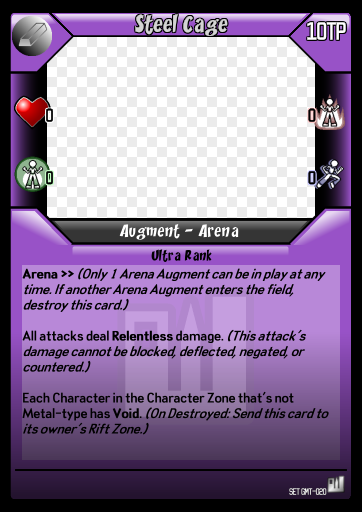 Steel Cage
10TP
0
0
0
0
Augment - Arena
Ultra Rank
Arena >> (Only 1 Arena Augment can be in play at any
time. If another Arena Augment enters the field,
destroy this card.)
All attacks deal Relentless damage. (This attack's
damage cannot be blocked, deflected, negated, or
countered.)
Each Character in the Character Zone that's not
Metal-type has Void. (On Destroyed: Send this card to
its owner's Rift Zone.)
SET GMT-020